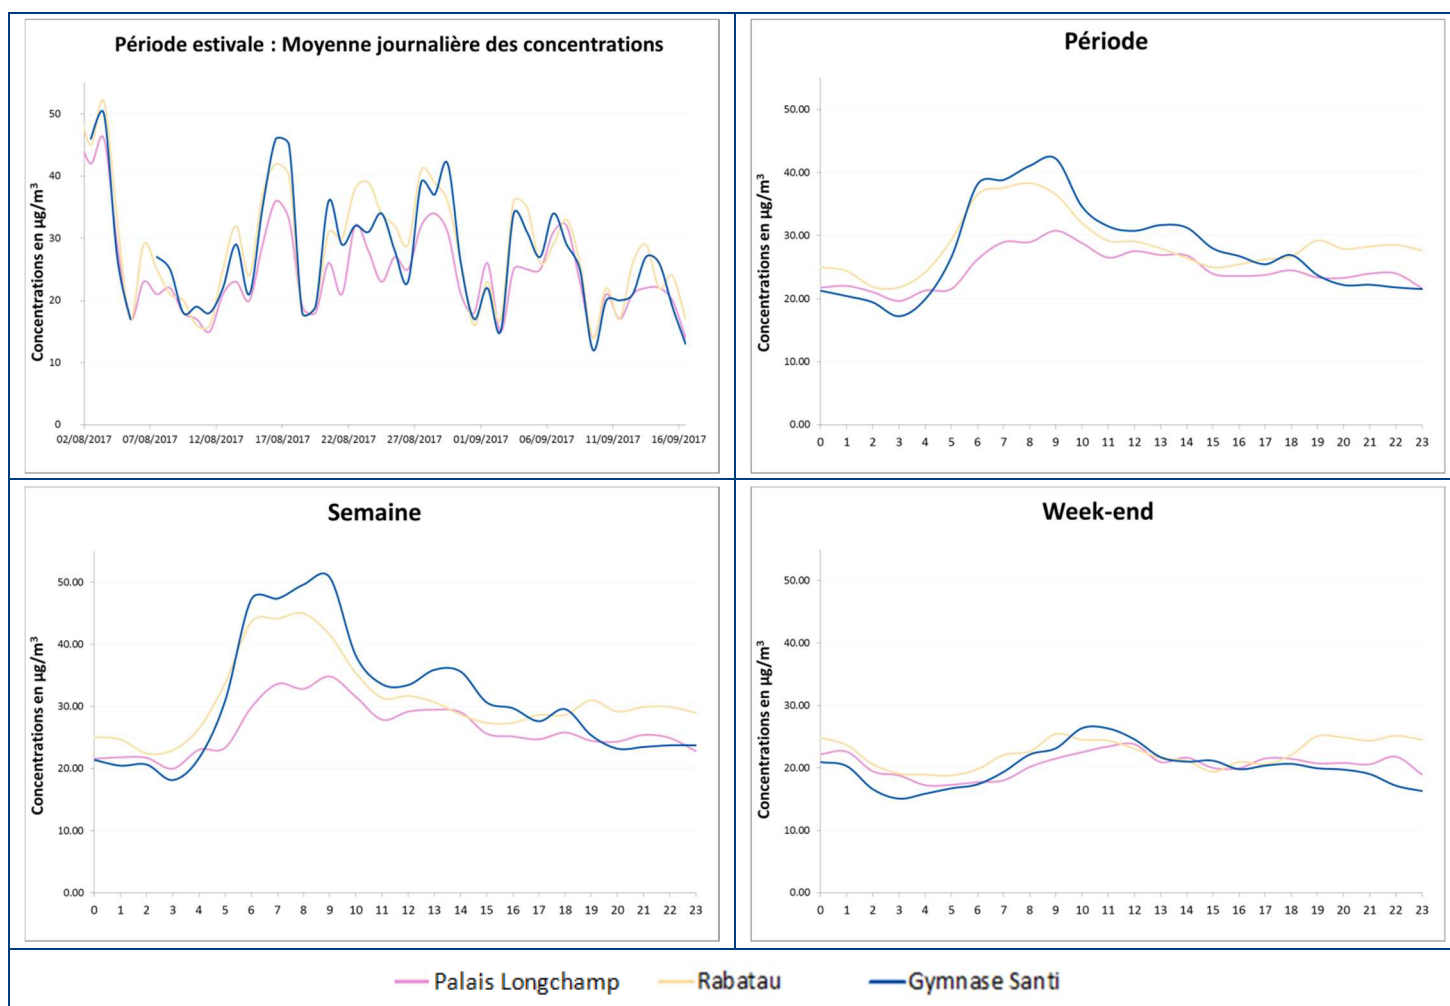 Période estivale : Moyenne journalière des concentrations
Concentrations en µg/m³
50
40
30
20
10
0
02/08/2017 07/08/2017 12/08/2017 17/08/2017 22/08/2017 27/08/2017 01/09/2017 06/09/2017 11/09/2017 16/09/2017
Période
Concentrations en µg/m³
50.00
40.00
30.00
20.00
10.00
0.00
0 1 2 3 4 5 6 7 8 9 10 11 12 13 14 15 16 17 18 19 20 21 22 23
Semaine
Concentrations en µg/m³
50.00
40.00
30.00
20.00
10.00
0.00
0 1 2 3 4 5 6 7 8 9 10 11 12 13 14 15 16 17 18 19 20 21 22 23
Week-end
Concentrations en µg/m³
50.00
40.00
30.00
20.00
10.00
0.00
0 1 2 3 4 5 6 7 8 9 10 11 12 13 14 15 16 17 18 19 20 21 22 23
Palais Longchamp Rabatau Gymnase Santi